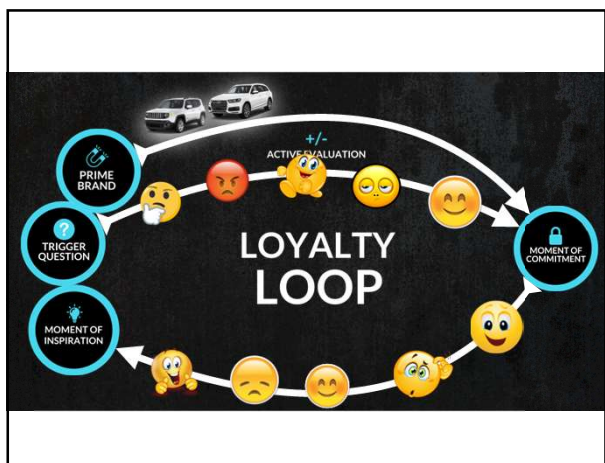 +/-
ACTIVE EVALUATION
PRIME
BRAND
?
TRIGGER
QUESTION
LOYALTY
LOOP
MOMENT OF
COMMITMENT
MOMENT OF
INSPIRATION